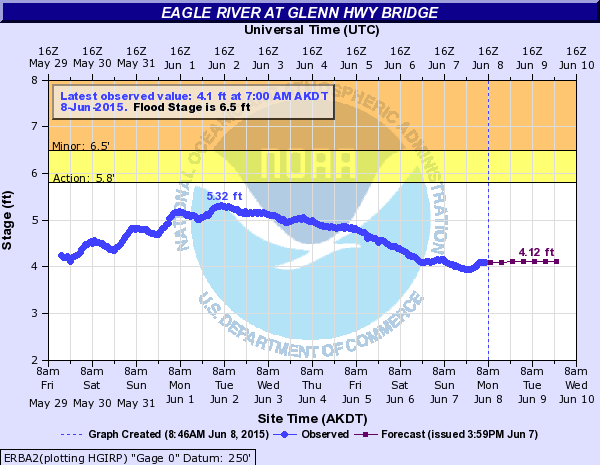 EAGLE RIVER AT GLENN HWY BRIDGE
Universal Time (UTC)
16Z 16Z 16Z 16Z 16Z 16Z 16Z 16Z 16Z 16Z 16Z 16Z 16Z
May 29 May 30 May 31 Jun 1 Jun 2 Jun 3 Jun 4 Jun 5 Jun 6 Jun 7 Jun 8 Jun 9 Jun 10
8
Latest observed value: 4.1 ft at 7:00 AM AKDT
8-Jun-2015. Flood Stage is 6.5 ft
7
Minor: 6.5'
NOAA
6
Action: 5.8'
5.32 ft
5
4.12 ft
4
3
2
Stage (ft)
NATIONAL OCEANIC AND ATMOSPHERIC ADMINISTRATION
U.S. DEPARTMENT OF COMMERCE
8am 8am 8am 8am 8am 8am 8am 8am 8am 8am 8am 8am 8am
Fri Sat Sun Mon Tue Wed Thu Fri Sat Sun Mon Tue Wed
May 29 May 30 May 31 Jun 1 Jun 2 Jun 3 Jun 4 Jun 5 Jun 6 Jun 7 Jun 8 Jun 9 Jun 10
Site Time (AKDT)
Graph Created (8:46AM Jun 8, 2015) Observed Forecast (issued 3:59PM Jun 7)
ERBA2(plotting HGIRP) "Gage 0" Datum: 250'